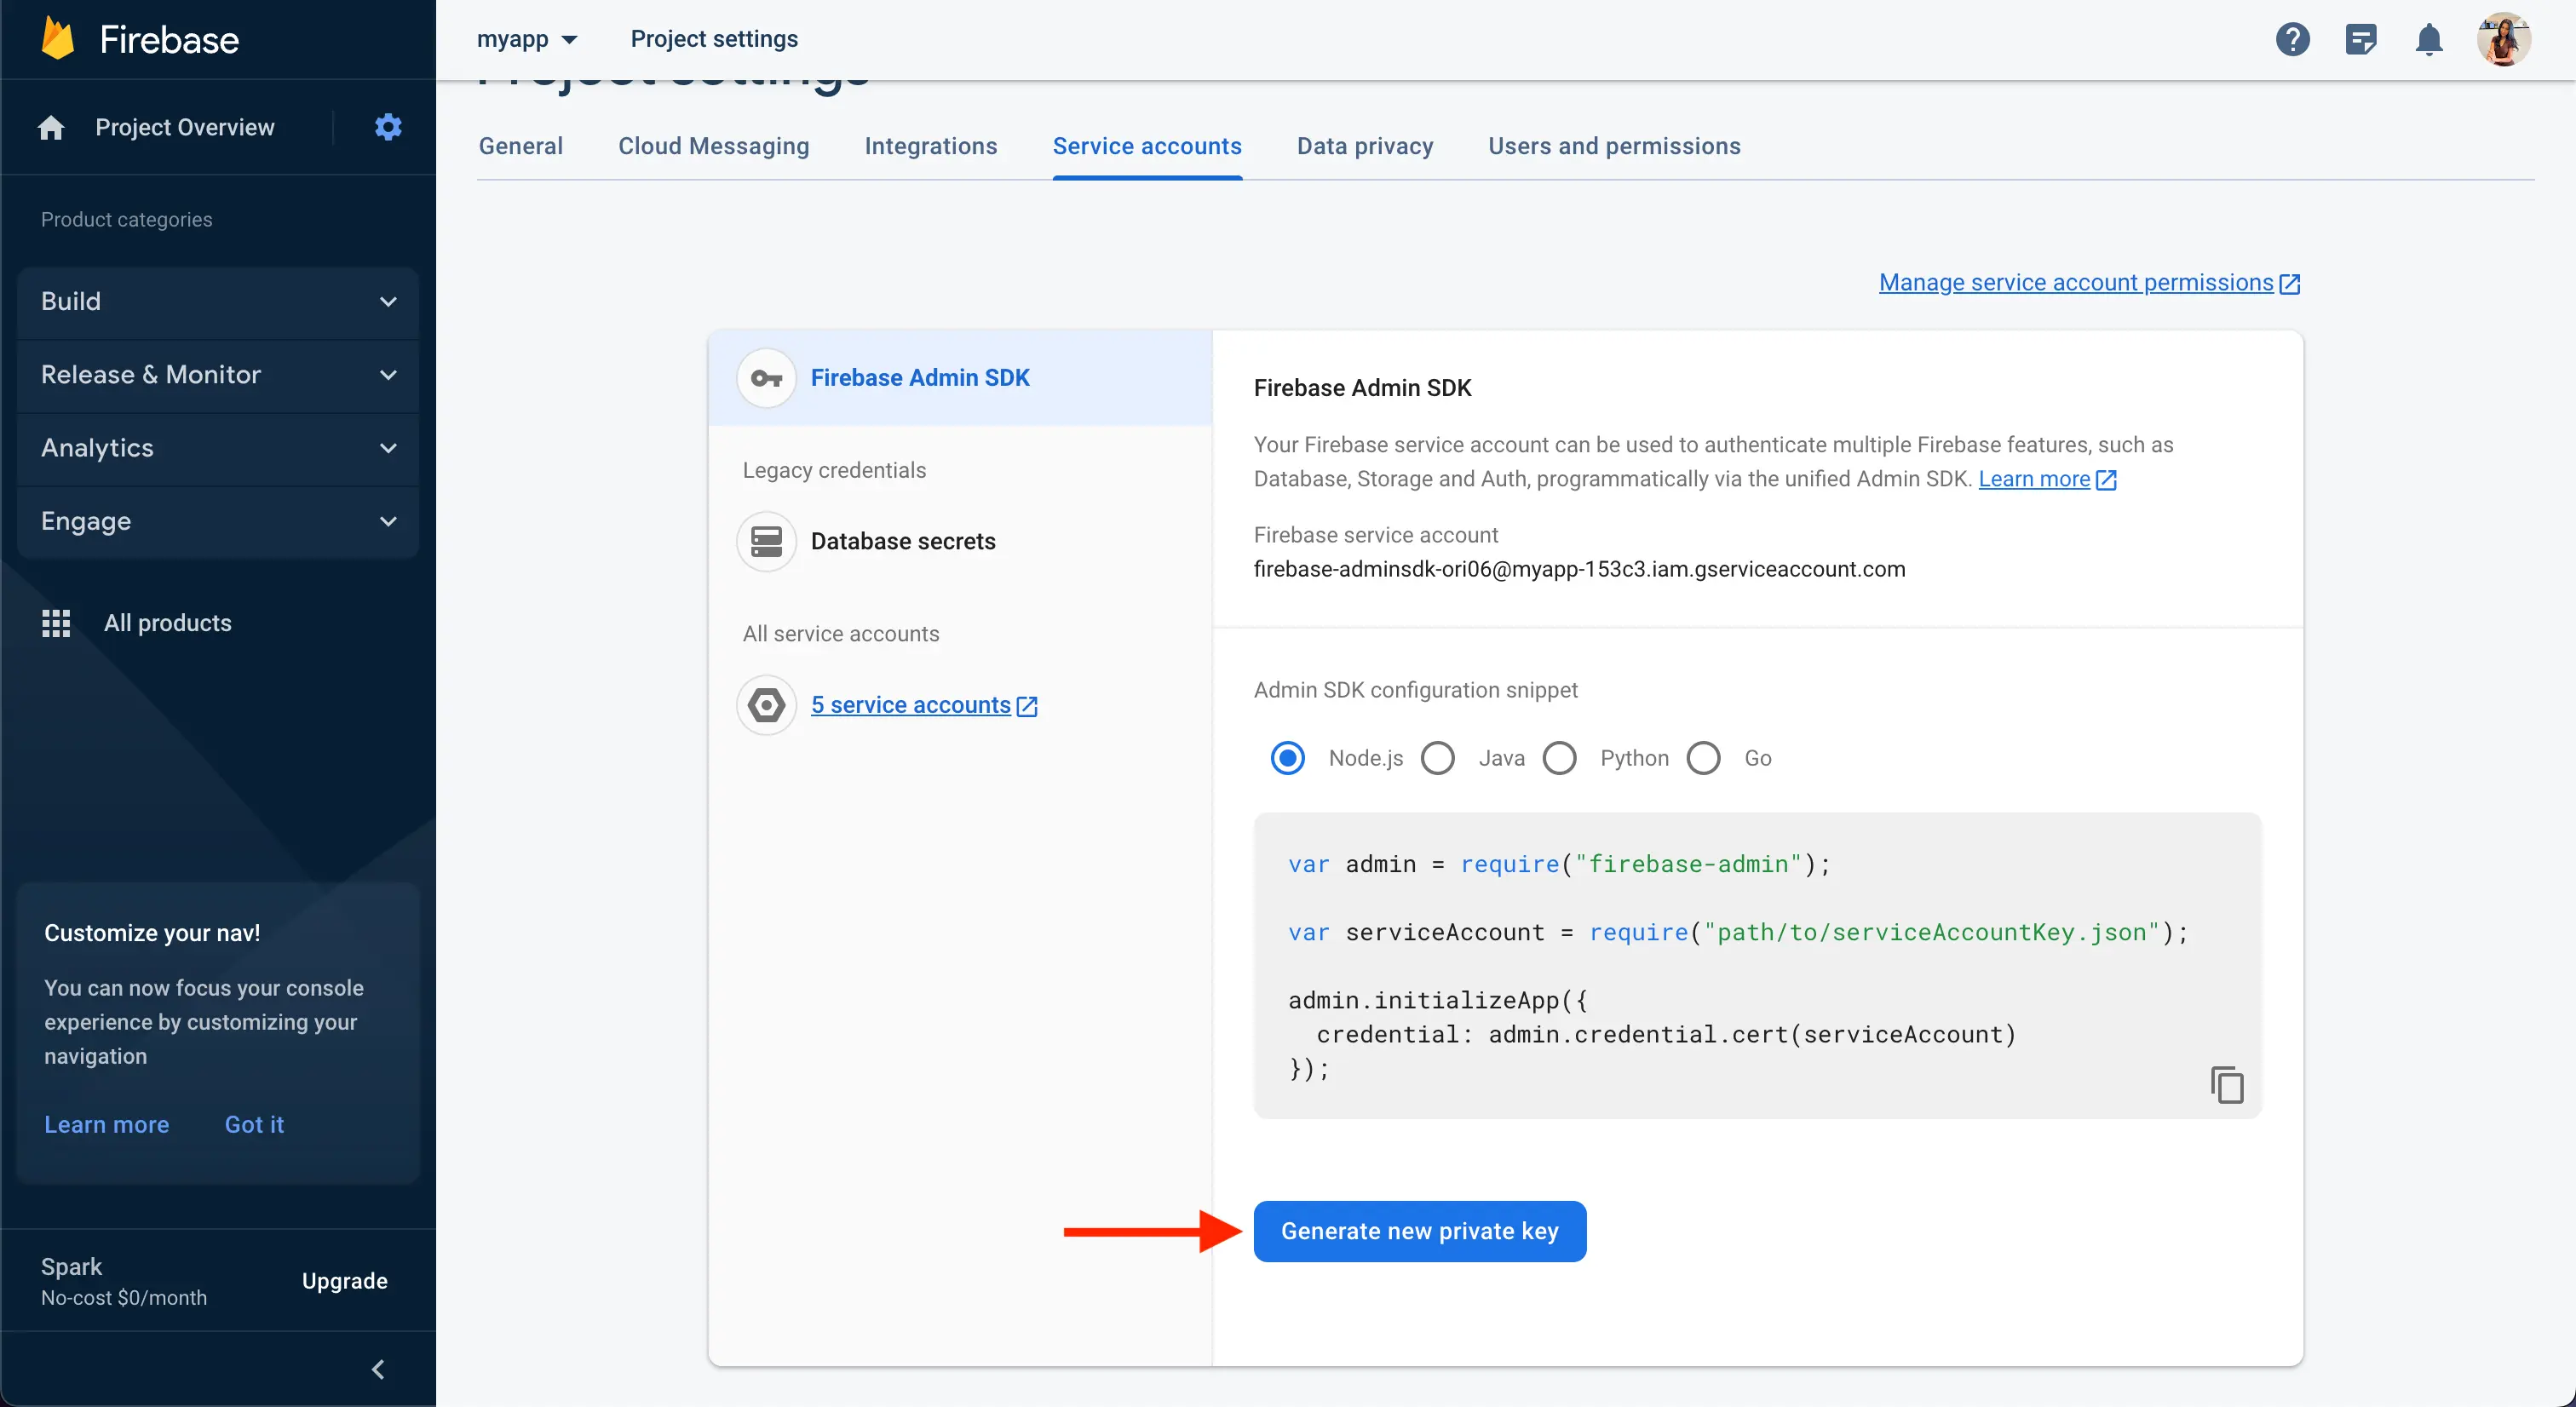 Firebase
myapp
Project settings
Project settings
Project Overview
General
Cloud Messaging
Integrations
Service accounts
Data privacy
Users and permissions
Product categories
Build
Release & Monitor
Analytics
Engage
All products
Customize your nav!
You can now focus your console
experience by customizing your
navigation
Learn more
Got it
Spark
No-cost $0/month
Upgrade
Manage service account permissions
Firebase Admin SDK
Legacy credentials
Database secrets
All service accounts
5 service accounts
Firebase Admin SDK
Your Firebase service account can be used to authenticate multiple Firebase features, such as
Database, Storage and Auth, programmatically via the unified Admin SDK. Learn more
Firebase service account
firebase-adminsdk-ori06@myapp-153c3.iam.gserviceaccount.com
Admin SDK configuration snippet
Node.js
Java
Python
Go
var admin = require("firebase-admin");
var serviceAccount = require("path/to/serviceAccountKey.json");
admin.initializeApp({
  credential: admin.credential.cert(serviceAccount)
});
Generate new private key